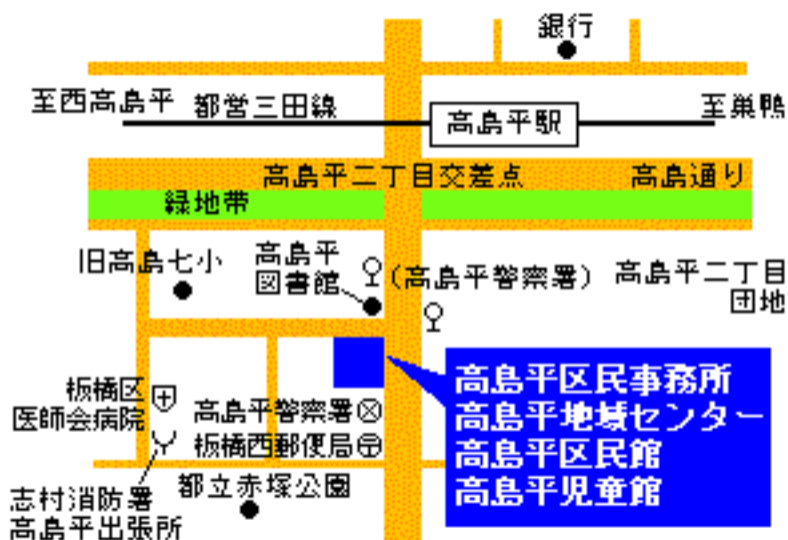 銀行
至西高島平
都営三田線
高島平駅
至巣鴨
高島平二丁目交差点
高島通り
緑地帯
旧高島七小
高島平
図書館
(高島平警察署)
高島平二丁目
団地
板橋区
医師会病院
高島平警察署
板橋西郵便局
高島平区民事務所
高島平地域センター
高島平区民館
高島平児童館
志村消防署
高島平出張所
都立赤塚公園